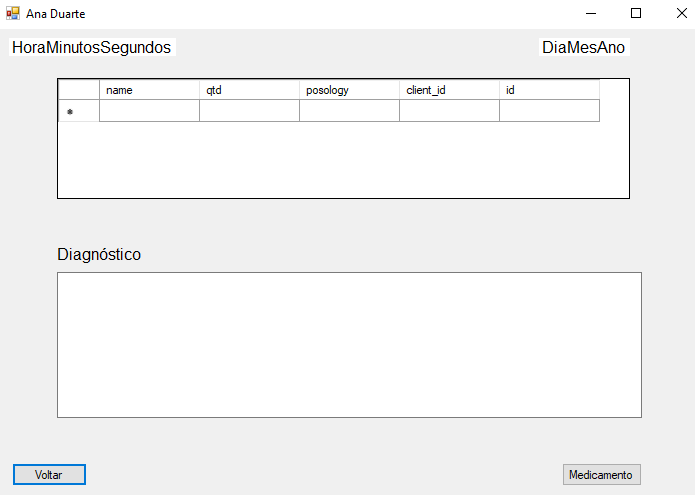 Ana Duarte
HoraMinutosSegundos DiaMesAno
name qtd posology client_id id
Diagnóstico
Voltar Medicamento